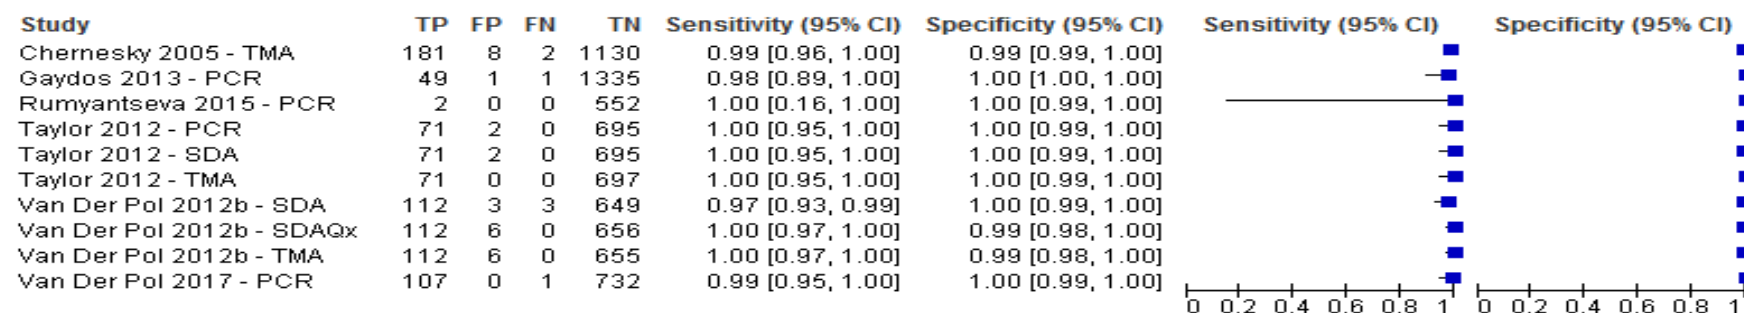 Study TP FP FN TN Sensitivity (95% CI) Specificity (95% CI) Sensitivity (95% CI) Specificity (95% CI)
Chernesky 2005 - TMA 181 8 2 1130 0.99 [0.96, 1.00] 0.99 [0.99, 1.00]
Gaydos 2013 - PCR 49 1 1 1335 0.98 [0.89, 1.00] 1.00 [1.00, 1.00]
Rumyantseva 2015 - PCR 2 0 0 552 1.00 [0.16, 1.00] 1.00 [0.99, 1.00]
Taylor 2012 - PCR 71 2 0 695 1.00 [0.95, 1.00] 1.00 [0.99, 1.00]
Taylor 2012 - SDA 71 2 0 695 1.00 [0.95, 1.00] 1.00 [0.99, 1.00]
Taylor 2012 - TMA 71 0 0 697 1.00 [0.95, 1.00] 1.00 [0.99, 1.00]
Van Der Pol 2012b - SDA 112 3 3 649 0.97 [0.93, 0.99] 1.00 [0.99, 1.00]
Van Der Pol 2012b - SDAQx 112 6 0 656 1.00 [0.97, 1.00] 0.99 [0.98, 1.00]
Van Der Pol 2012b - TMA 112 6 0 655 1.00 [0.97, 1.00] 0.99 [0.98, 1.00]
Van Der Pol 2017 - PCR 107 0 1 732 0.99 [0.95, 1.00] 1.00 [0.99, 1.00]
0 0.2 0.4 0.6 0.8 1 0 0.2 0.4 0.6 0.8 1